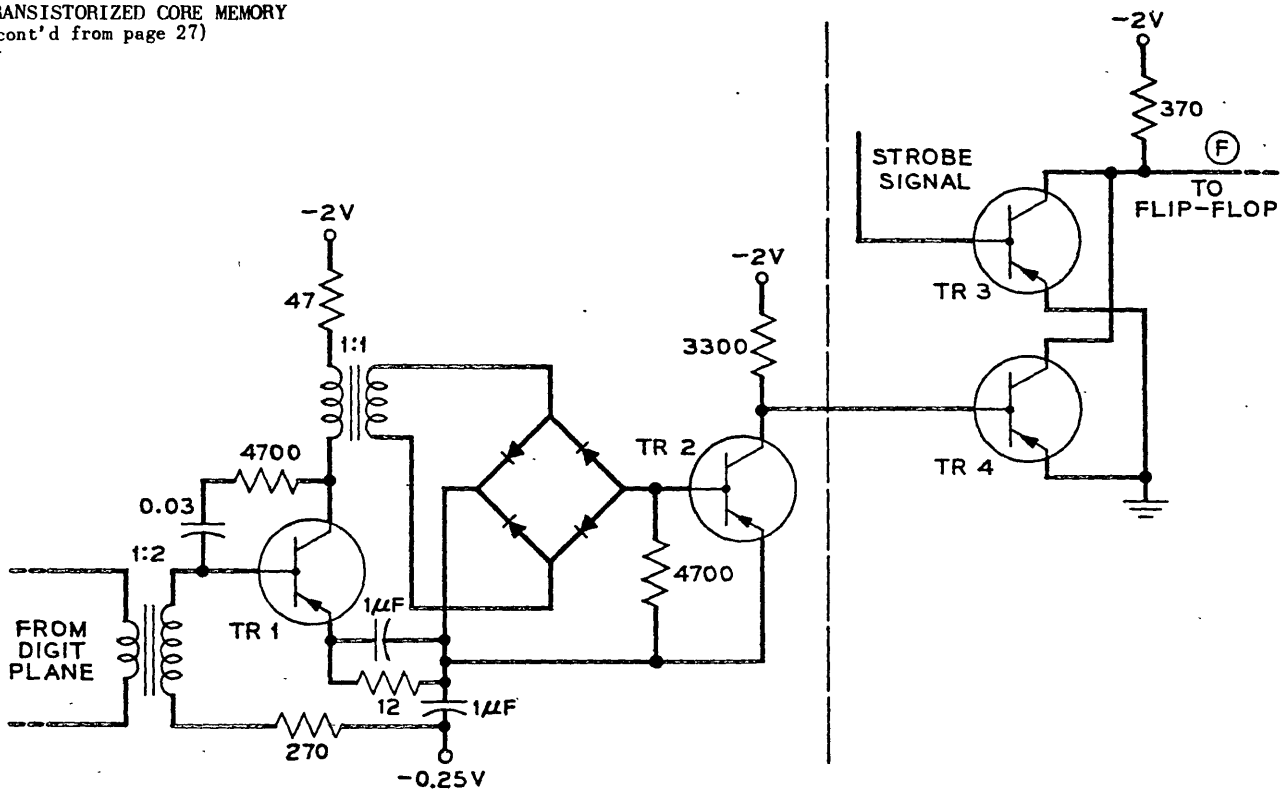 RANSISTORIZED CORE MEMORY
cont'd from page 27)
-2V
370
F
TO
FLIP-FLOP
STROBE
SIGNAL
TR 3
-2V
47
1:1
-2V
3300
TR 4
4700
TR 2
0.03
1:2
4700
1μF
TR 1
FROM
DIGIT
PLANE
12
1μF
270
-0.25V